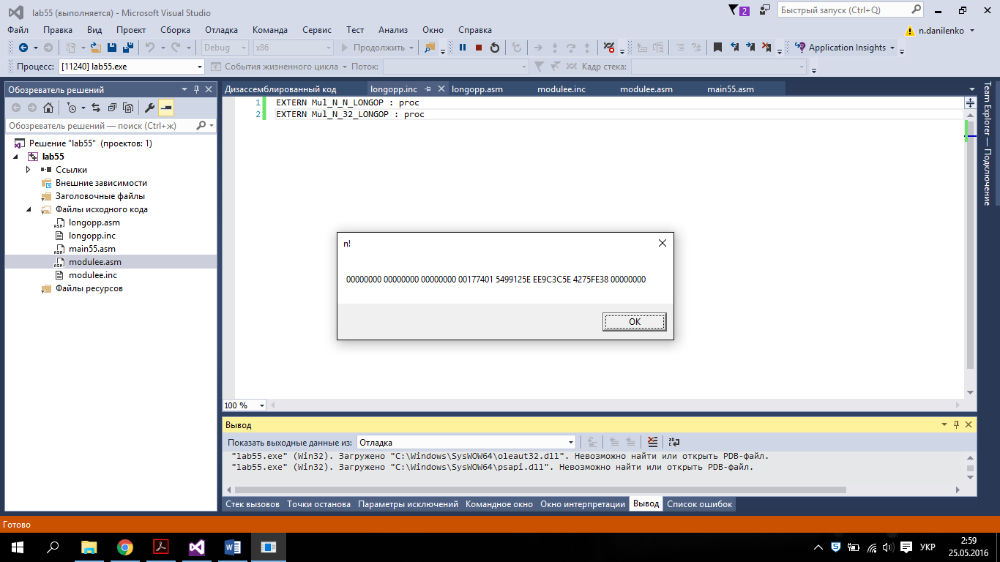 lab55 (выполняется) - Microsoft Visual Studio
2
Быстрый запуск (Ctrl+Q)
Файл Правка Вид Проект Сборка Отладка Команда Сервис Тест Анализ Окно Справка
n.danilenko
Debug x86 Продолжить Application Insights
Процесс: [11240] lab55.exe События жизненного цикла Поток: Кадр стека:
Обозреватель решений
Обозреватель решений — поиск (Ctrl+ж)
Решение "lab55" (проектов: 1)
lab55
Ссылки
Внешние зависимости
Заголовочные файлы
Файлы исходного кода
longopp.asm
longopp.inc
main55.asm
modulee.asm
modulee.inc
Файлы ресурсов
Дизассемблированный код longopp.inc longopp.asm modulee.inc modulee.asm main55.asm
1 EXTERN Mul_N_N_LONGOP : proc
2 EXTERN Mul_N_32_LONGOP : proc
n!
00000000 00000000 00000000 00177401 5499125E EE9C3C5E 4275FE38 00000000
OK
100 %
Вывод
Показать выходные данные из: Отладка
"lab55.exe" (Win32). Загружено "C:\Windows\SysWOW64\oleaut32.dll". Невозможно найти или открыть PDB-файл.
"lab55.exe" (Win32). Загружено "C:\Windows\SysWOW64\psapi.dll". Невозможно найти или открыть PDB-файл.
Стек вызовов Точки останова Параметры исключений Командное окно Окно интерпретации Вывод Список ошибок
Team Explorer — Подключение
Готово
УКР
2:59
25.05.2016